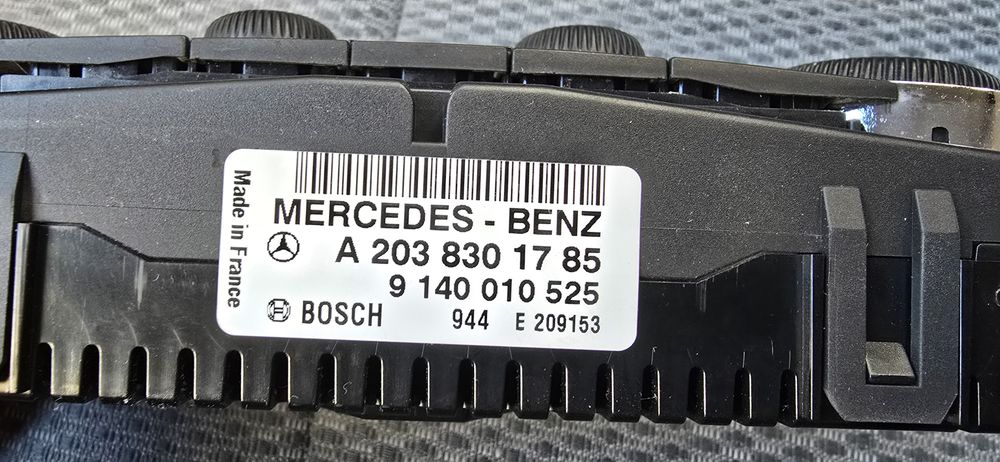 Made in France
MERCEDES - BENZ
A 203 830 17 85
9 140 010 525
BOSCH 944 E 209153